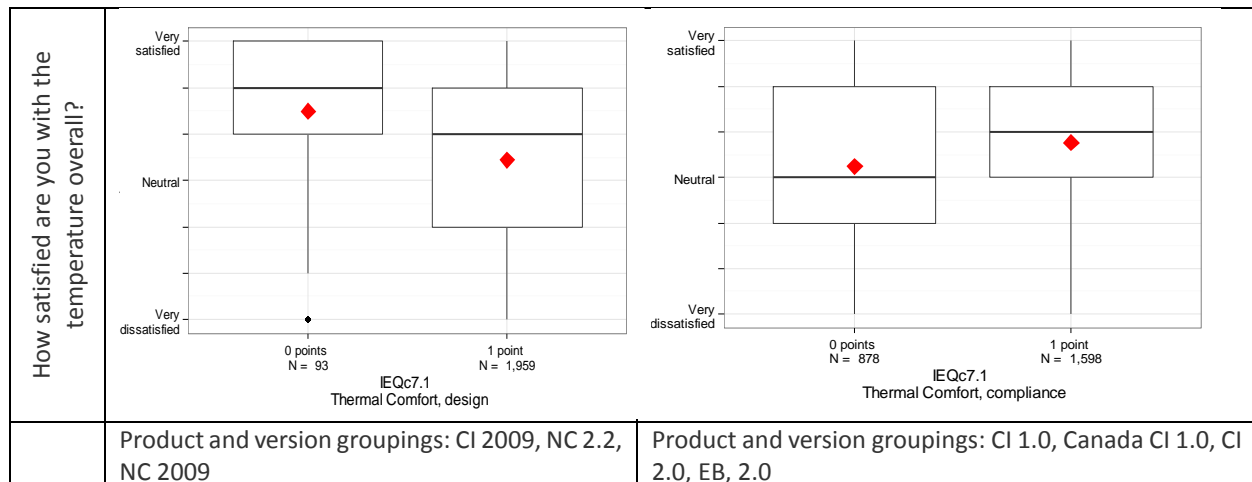 How satisfied are you with the
temperature overall?
Very
satisfied
Neutral
Very
dissatisfied
0 points
N = 93
1 point
N = 1,959
IEQc7.1
Thermal Comfort, design
Very
satisfied
Neutral
Very
dissatisfied
0 points
N = 878
1 point
N = 1,598
IEQc7.1
Thermal Comfort, compliance
Product and version groupings: CI 2009, NC 2.2,
NC 2009
Product and version groupings: CI 1.0, Canada CI 1.0, CI
2.0, EB, 2.0